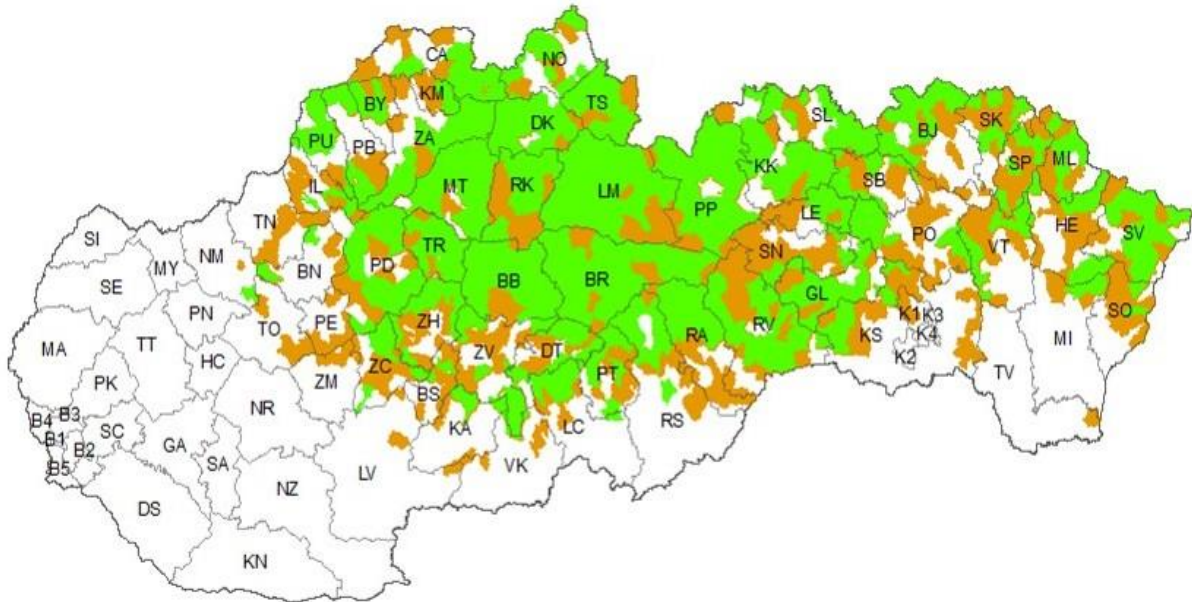 CA
NO
BY
KM
TS
DK
PU
PB
ZA
SL
BJ
SK
SP
ML
KK
IL
MT
RK
LM
PP
SB
LE
TN
PO
HE
SV
VT
SI
NM
MY
BN
PD
TR
SN
SE
BB
BR
GL
PN
TO
PE
ZH
RV
RA
KS
K1
K3
K4
K2
SO
MI
MA
TT
HC
ZM
ZC
ZV
DT
PT
TV
PK
NR
BS
KA
LC
RS
B4
B3
B1
B2
B5
SC
GA
SA
LV
VK
DS
NZ
KN